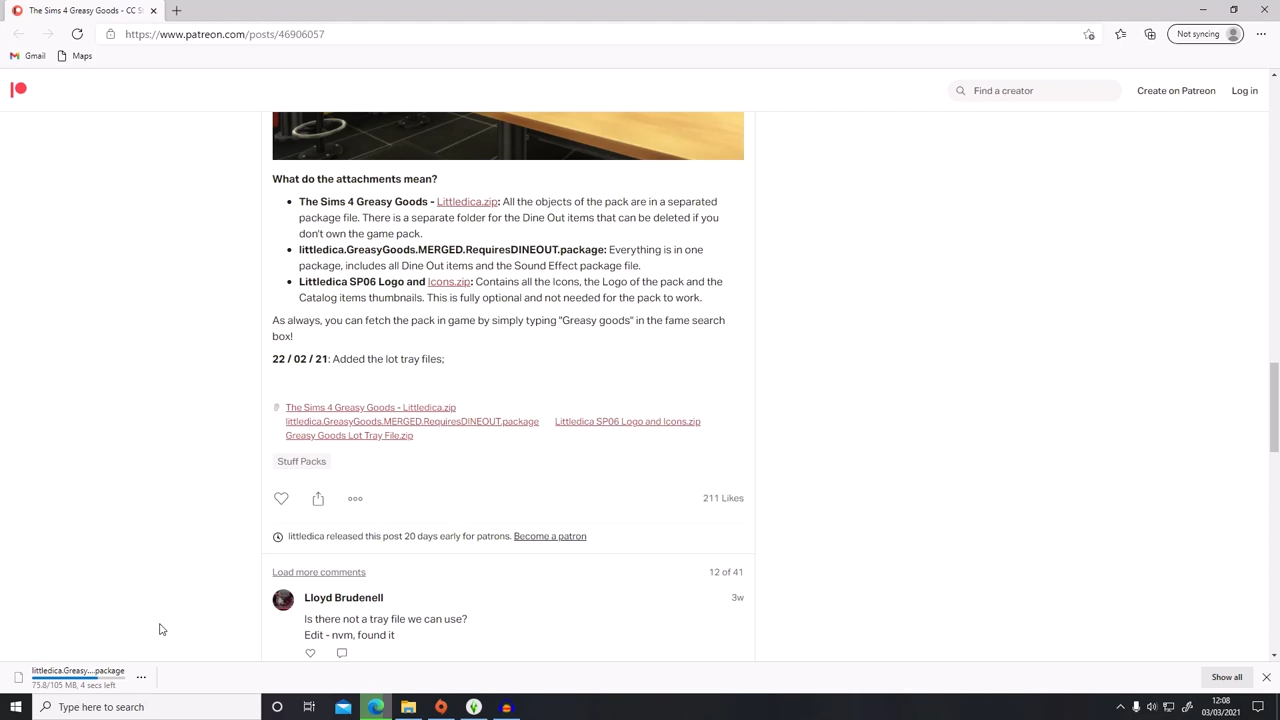 The Sims 4 Greasy Goods - CC S
https://www.patreon.com/posts/46906057
Not syncing
Gmail
Maps
Find a creator
Create on Patreon
Log in
What do the attachments mean?
The Sims 4 Greasy Goods - Littledica.zip: All the objects of the pack are in a separated
package file. There is a separate folder for the Dine Out items that can be deleted if you
don't own the game pack.
littledica.GreasyGoods.MERGED.RequiresDINEOUT.package: Everything is in one
package, includes all Dine Out items and the Sound Effect package file.
Littledica SP06 Logo and Icons.zip: Contains all the Icons, the Logo of the pack and the
Catalog items thumbnails. This is fully optional and not needed for the pack to work.
As always, you can fetch the pack in game by simply typing "Greasy goods" in the fame search
box!
22 / 02 / 21: Added the lot tray files;
The Sims 4 Greasy Goods - Littledica.zip
littledica.GreasyGoods.MERGED.RequiresDINEOUT.package Littledica SP06 Logo and Icons.zip
Greasy Goods Lot Tray File.zip
Stuff Packs
211 Likes
littledica released this post 20 days early for patrons. Become a patron
Load more comments
12 of 41
Lloyd Brudenell
3w
Is there not a tray file we can use?
Edit - nvm, found it
littledica.Greasy....package
75.8/105 MB, 4 secs left
Show all
Type here to search
12:08
03/03/2021